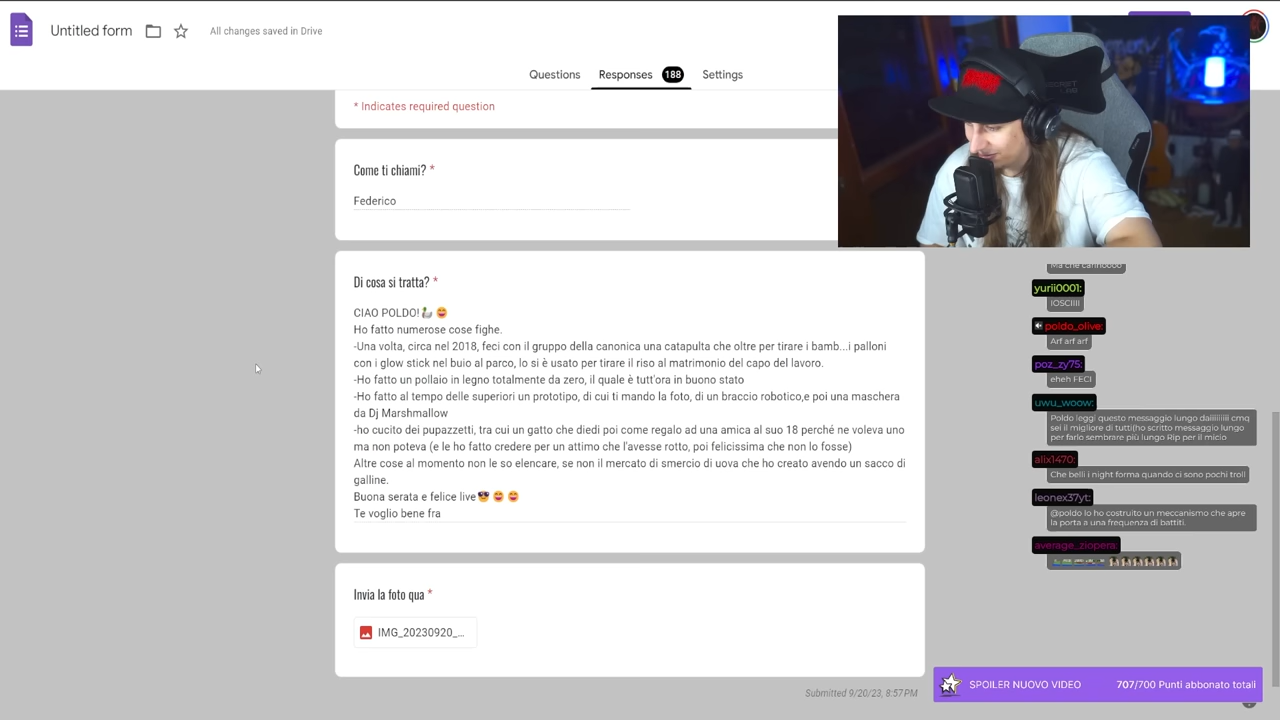 Untitled form
All changes saved in Drive
Questions
Responses 188
Settings
* Indicates required question
Come ti chiami? *
Federico
Di cosa si tratta? *
CIAO POLDO!🦾😄
Ho fatto numerose cose fighe.
-Una volta, circa nel 2018, feci con il gruppo della canonica una catapulta che oltre per tirare i bamb...i palloni
con i glow stick nel buio al parco, lo si è usato per tirare il riso al matrimonio del capo del lavoro.
-Ho fatto un pollaio in legno totalmente da zero, il quale è tutt'ora in buono stato
-Ho fatto al tempo delle superiori un prototipo, di cui ti mando la foto, di un braccio robotico,e poi una maschera
da Dj Marshmallow
-ho cucito dei pupazzetti, tra cui un gatto che diedi poi come regalo ad una amica al suo 18 perché ne voleva uno
ma non poteva (e le ho fatto credere per un attimo che l'avesse rotto, poi felicissima che non lo fosse)
Altre cose al momento non le so elencare, se non il mercato di smercio di uova che ho creato avendo un sacco di
galline.
Buona serata e felice live😎😄😄
Te voglio bene fra
Invia la foto qua *
IMG_20230920_...
Submitted 9/20/23, 8:57 PM
yurii0001:
IOSCIIII
poldo_olive:
Arf arf arf
poz_zy75:
eheh FECI
uwu_woow:
Poldo leggi questo messaggio lungo daiiiiiiii cmq
sei il migliore di tutti(ho scritto messaggio lungo
per farlo sembrare più lungo Rip per il micio
alix1470:
Che belli i night forma quando ci sono pochi troll
leonex37yt:
@poldo Io ho costruito un meccanismo che apre
la porta a una frequenza di battiti.
average_ziopera:
SPOILER NUOVO VIDEO
707/700 Punti abbonato totali